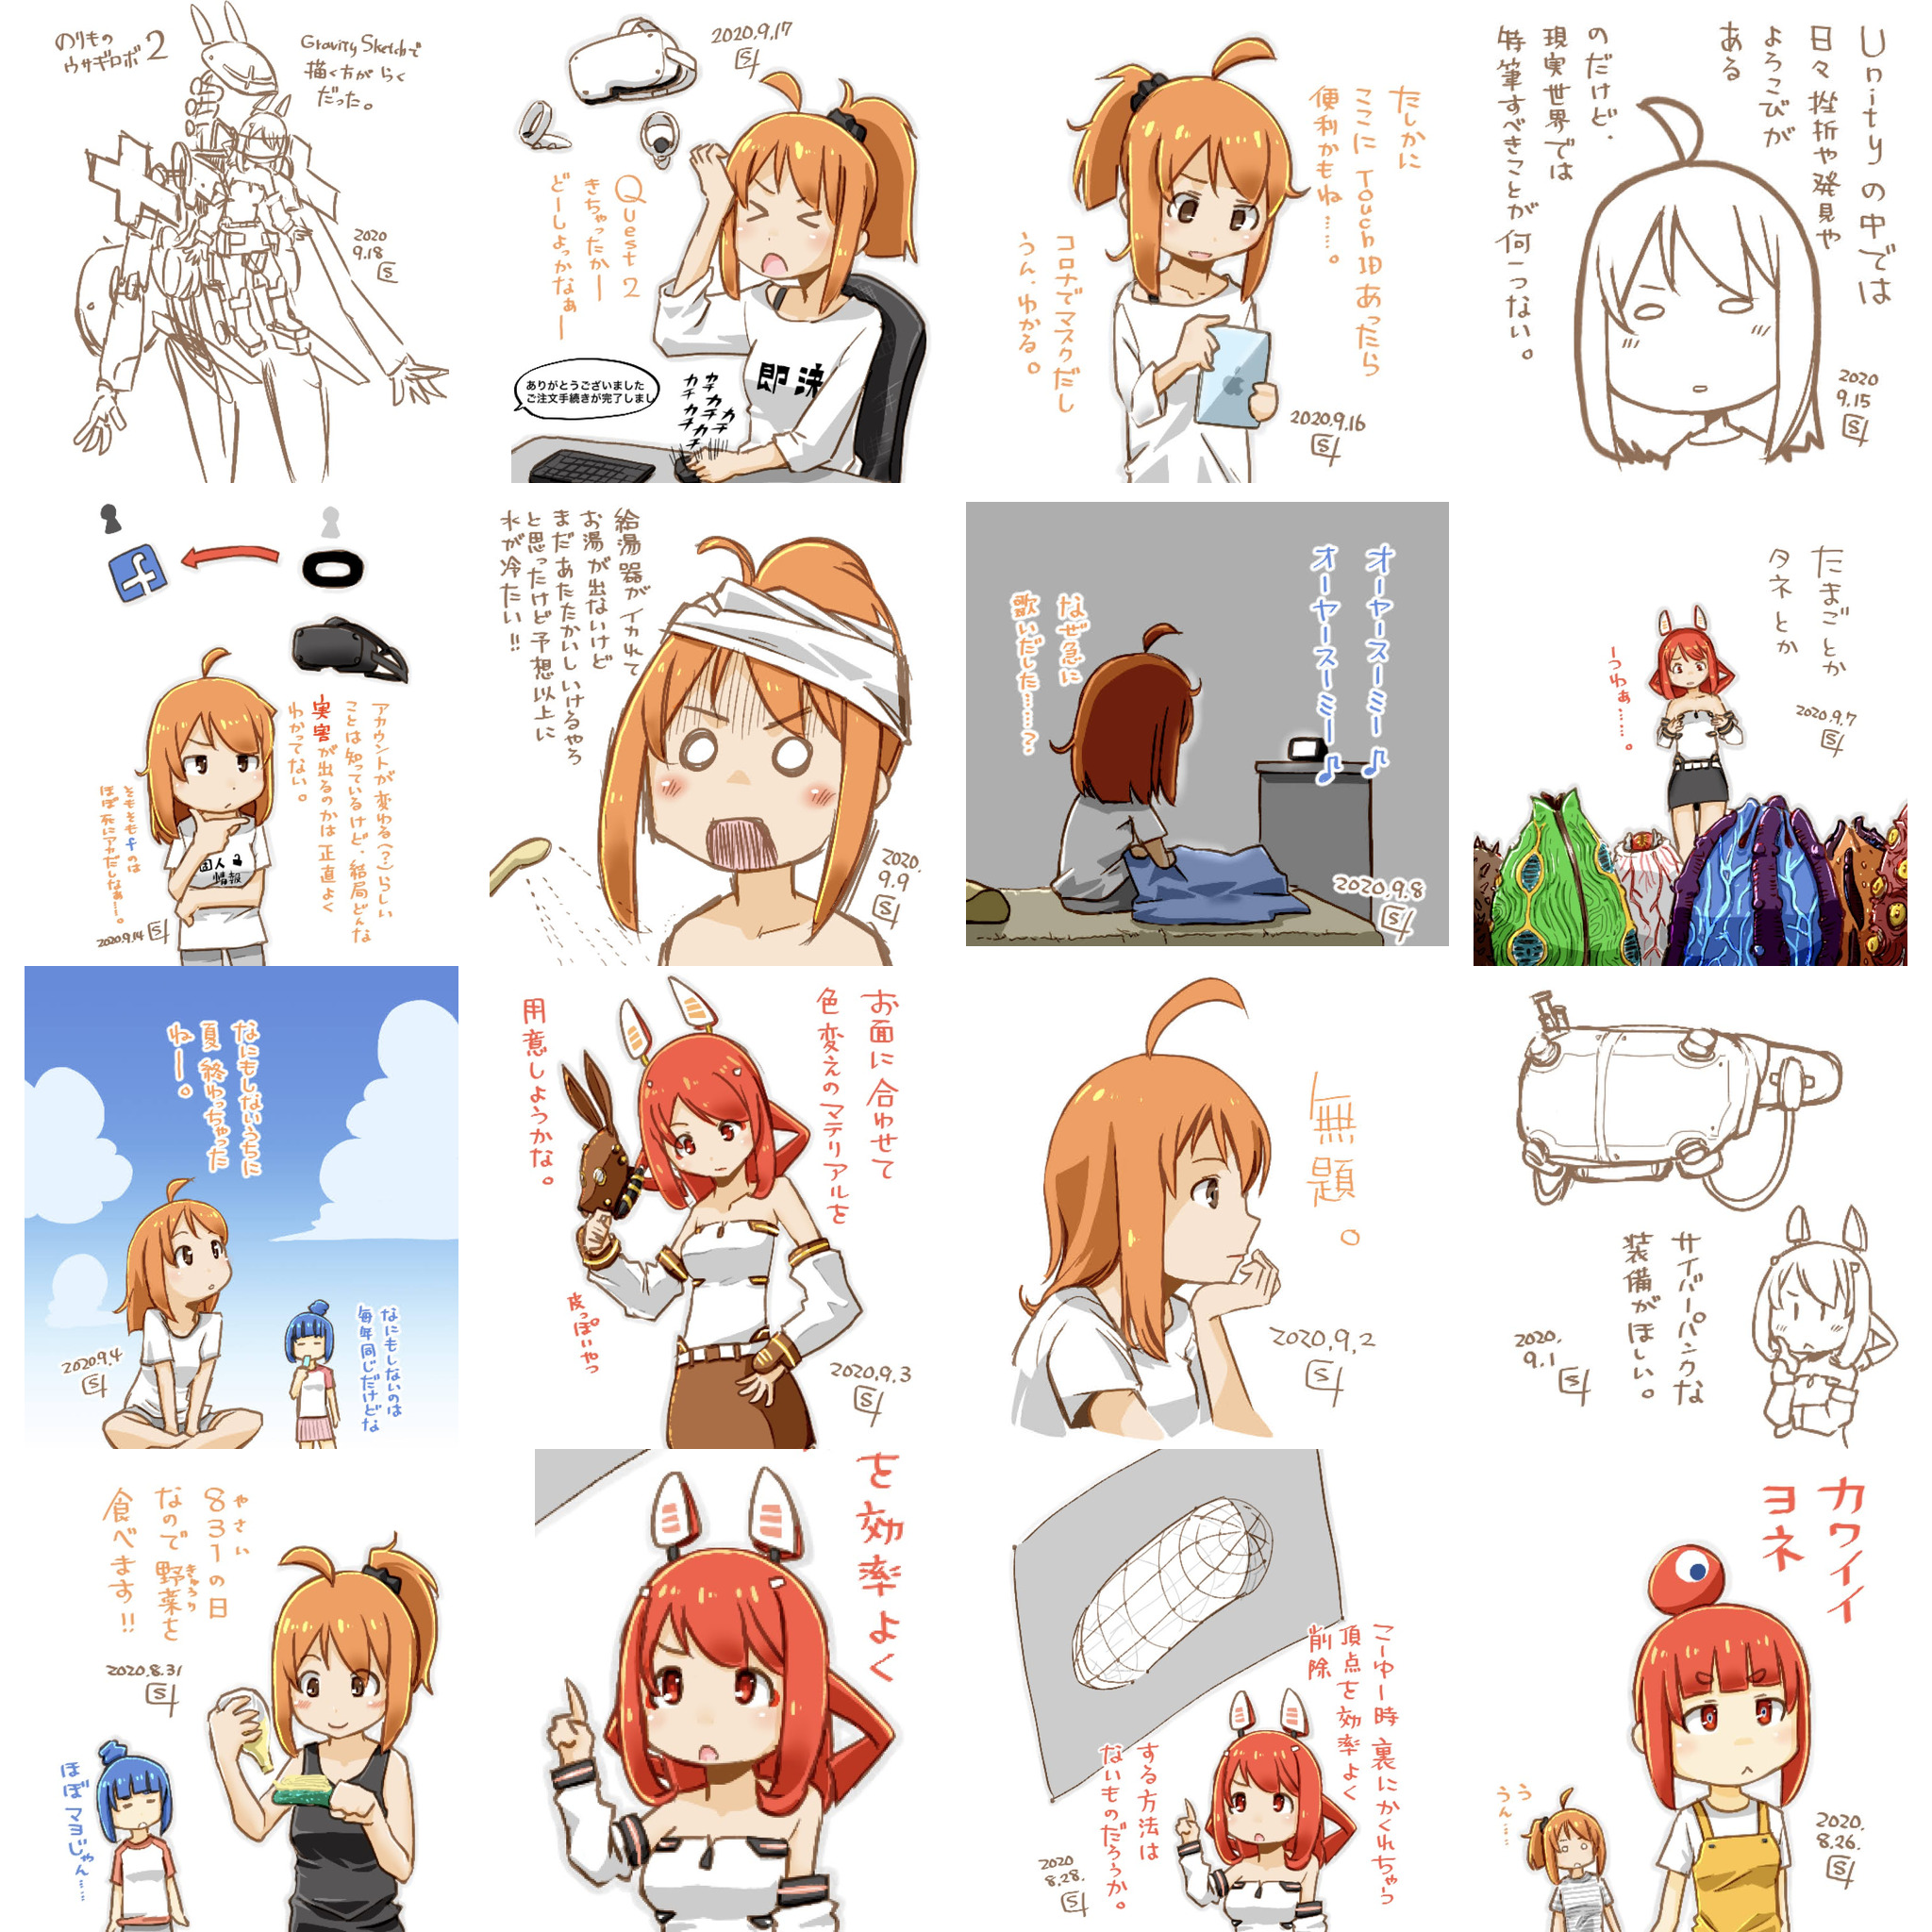 のりもの
ウサギロボ2
Gravity Sketchで
描く方がらく
だった。
2020
9.18
2020.9.17
Quest2
きちゃったかー
どーしょっかなぁー
ありがとうございました
ご注文手続きが完了しまし
カチカチカチ
カチカチ
カチ
即決
たしかに
ここにTouchIDあったら
便利かもね……。
コロナでマスクだし
うん、わかる。
2020.9.16
Unityの中では
日々挫折や発見や
よろこびが
ある
のだけど、
現実世界では
特筆すべきことが何一つない。
2020
9.15
f
アカウントが変わる(?)らしい
ことは知っているけど、結局どんな
実害が出るのかは正直よく
わかってない。
そもそもfのは
ほぼ死にアカだしなぁ……。
個人
情報
2020.9.14
給湯器がイカれて
お湯が出ないけど
まだあたたかいしいけるやろ
と思ったけど予想以上に
水が冷たい!!
2020.
9.9
オーヤースーミー♪
オーヤースーミー♪
なぜ急に
歌いだした……?
2020.9.8
たまごとか
タネとか
ーうわぁ……。
2020.9.7
なにもしないうちに
夏終わっちゃった
ねー。
なにもしないのは
毎年同じだけどな
2020.9.4
お面に合わせて
色変えのマテリアルを
用意しようかな。
皮っぽいやつ
2020.9.3
無題。
2020.9.2
サイバーパンクな
装備がほしい。
2020.
9.1
やさい
831の日
なので野菜を
きゅうり
食べます!!
2020.8.31
ほぼマヨじゃん……
を効率よく
こーゆー時裏にかくれちゃう
頂点を効率よく
削除
する方法は
ないものだろうか。
2020
8.28.
カワイイ
ヨネ
う
うん……
2020.
8.26.